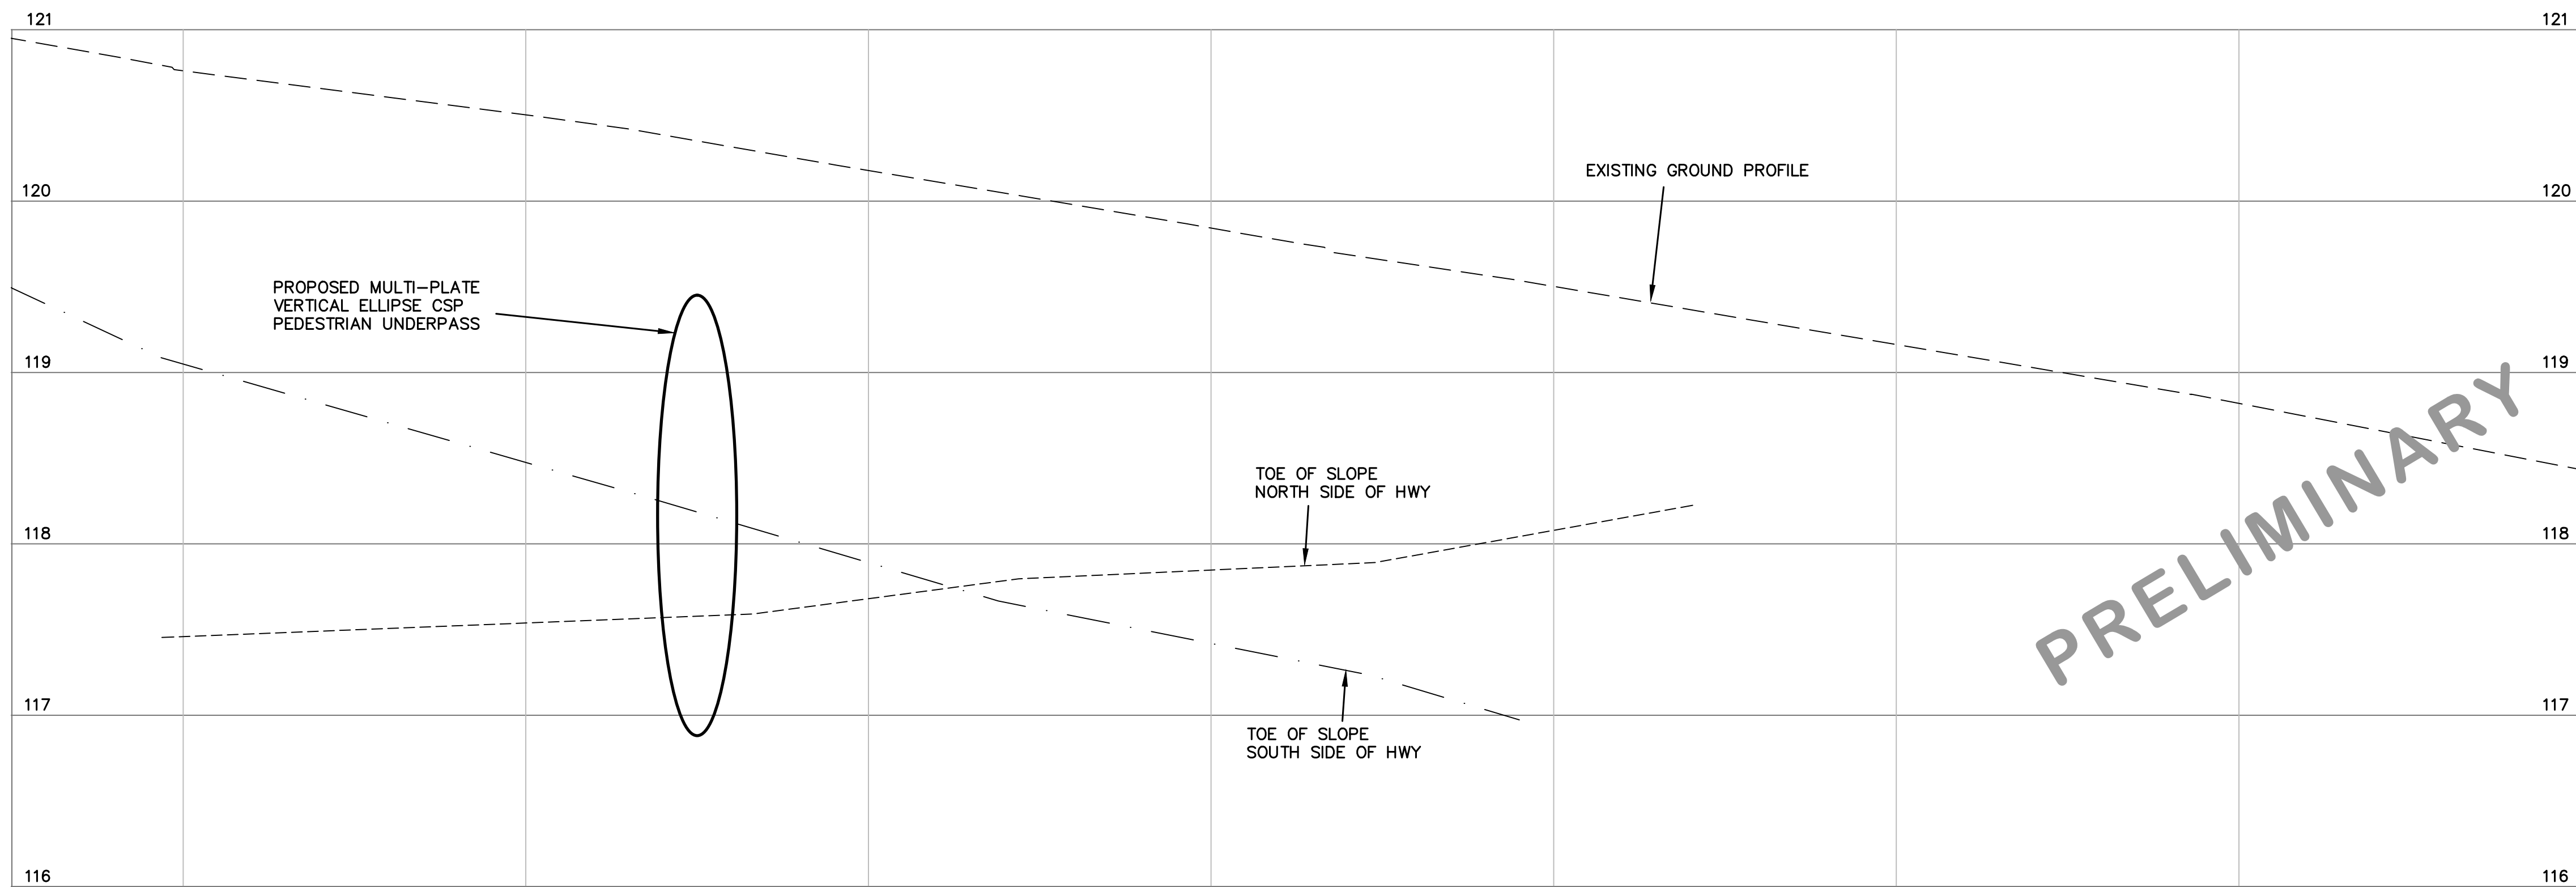 121 121
EXISTING GROUND PROFILE
120 120
PROPOSED MULTI-PLATE
VERTICAL ELLIPSE CSP
PEDESTRIAN UNDERPASS
119 119
TOE OF SLOPE
NORTH SIDE OF HWY
118 118
PRELIMINARY
117 117
TOE OF SLOPE
SOUTH SIDE OF HWY
116 116